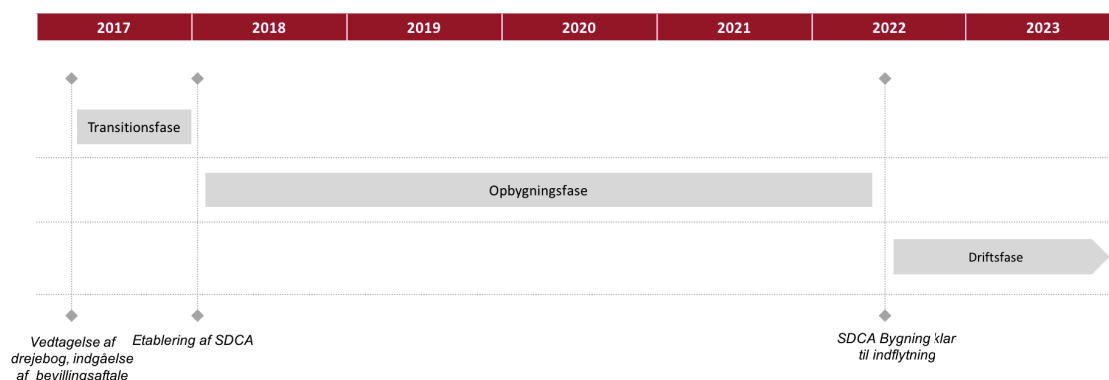 2017 2018 2019 2020 2021 2022 2023
Transitionsfase
Opbygningsfase
Driftsfase
Vedtagelse af
drejebog, indgåelse
af bevillingsaftale
Etablering af SDCA
SDCA Bygning klar
til indflytning